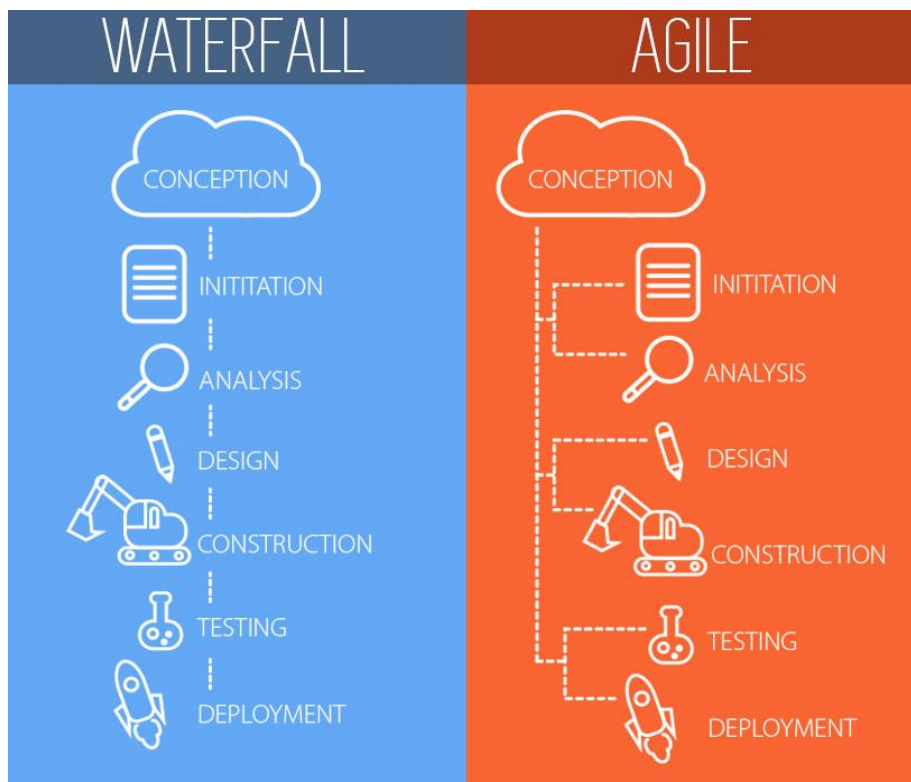 WATERFALL
CONCEPTION
INITITATION
ANALYSIS
DESIGN
CONSTRUCTION
TESTING
DEPLOYMENT
AGILE
CONCEPTION
INITITATION
ANALYSIS
DESIGN
CONSTRUCTION
TESTING
DEPLOYMENT